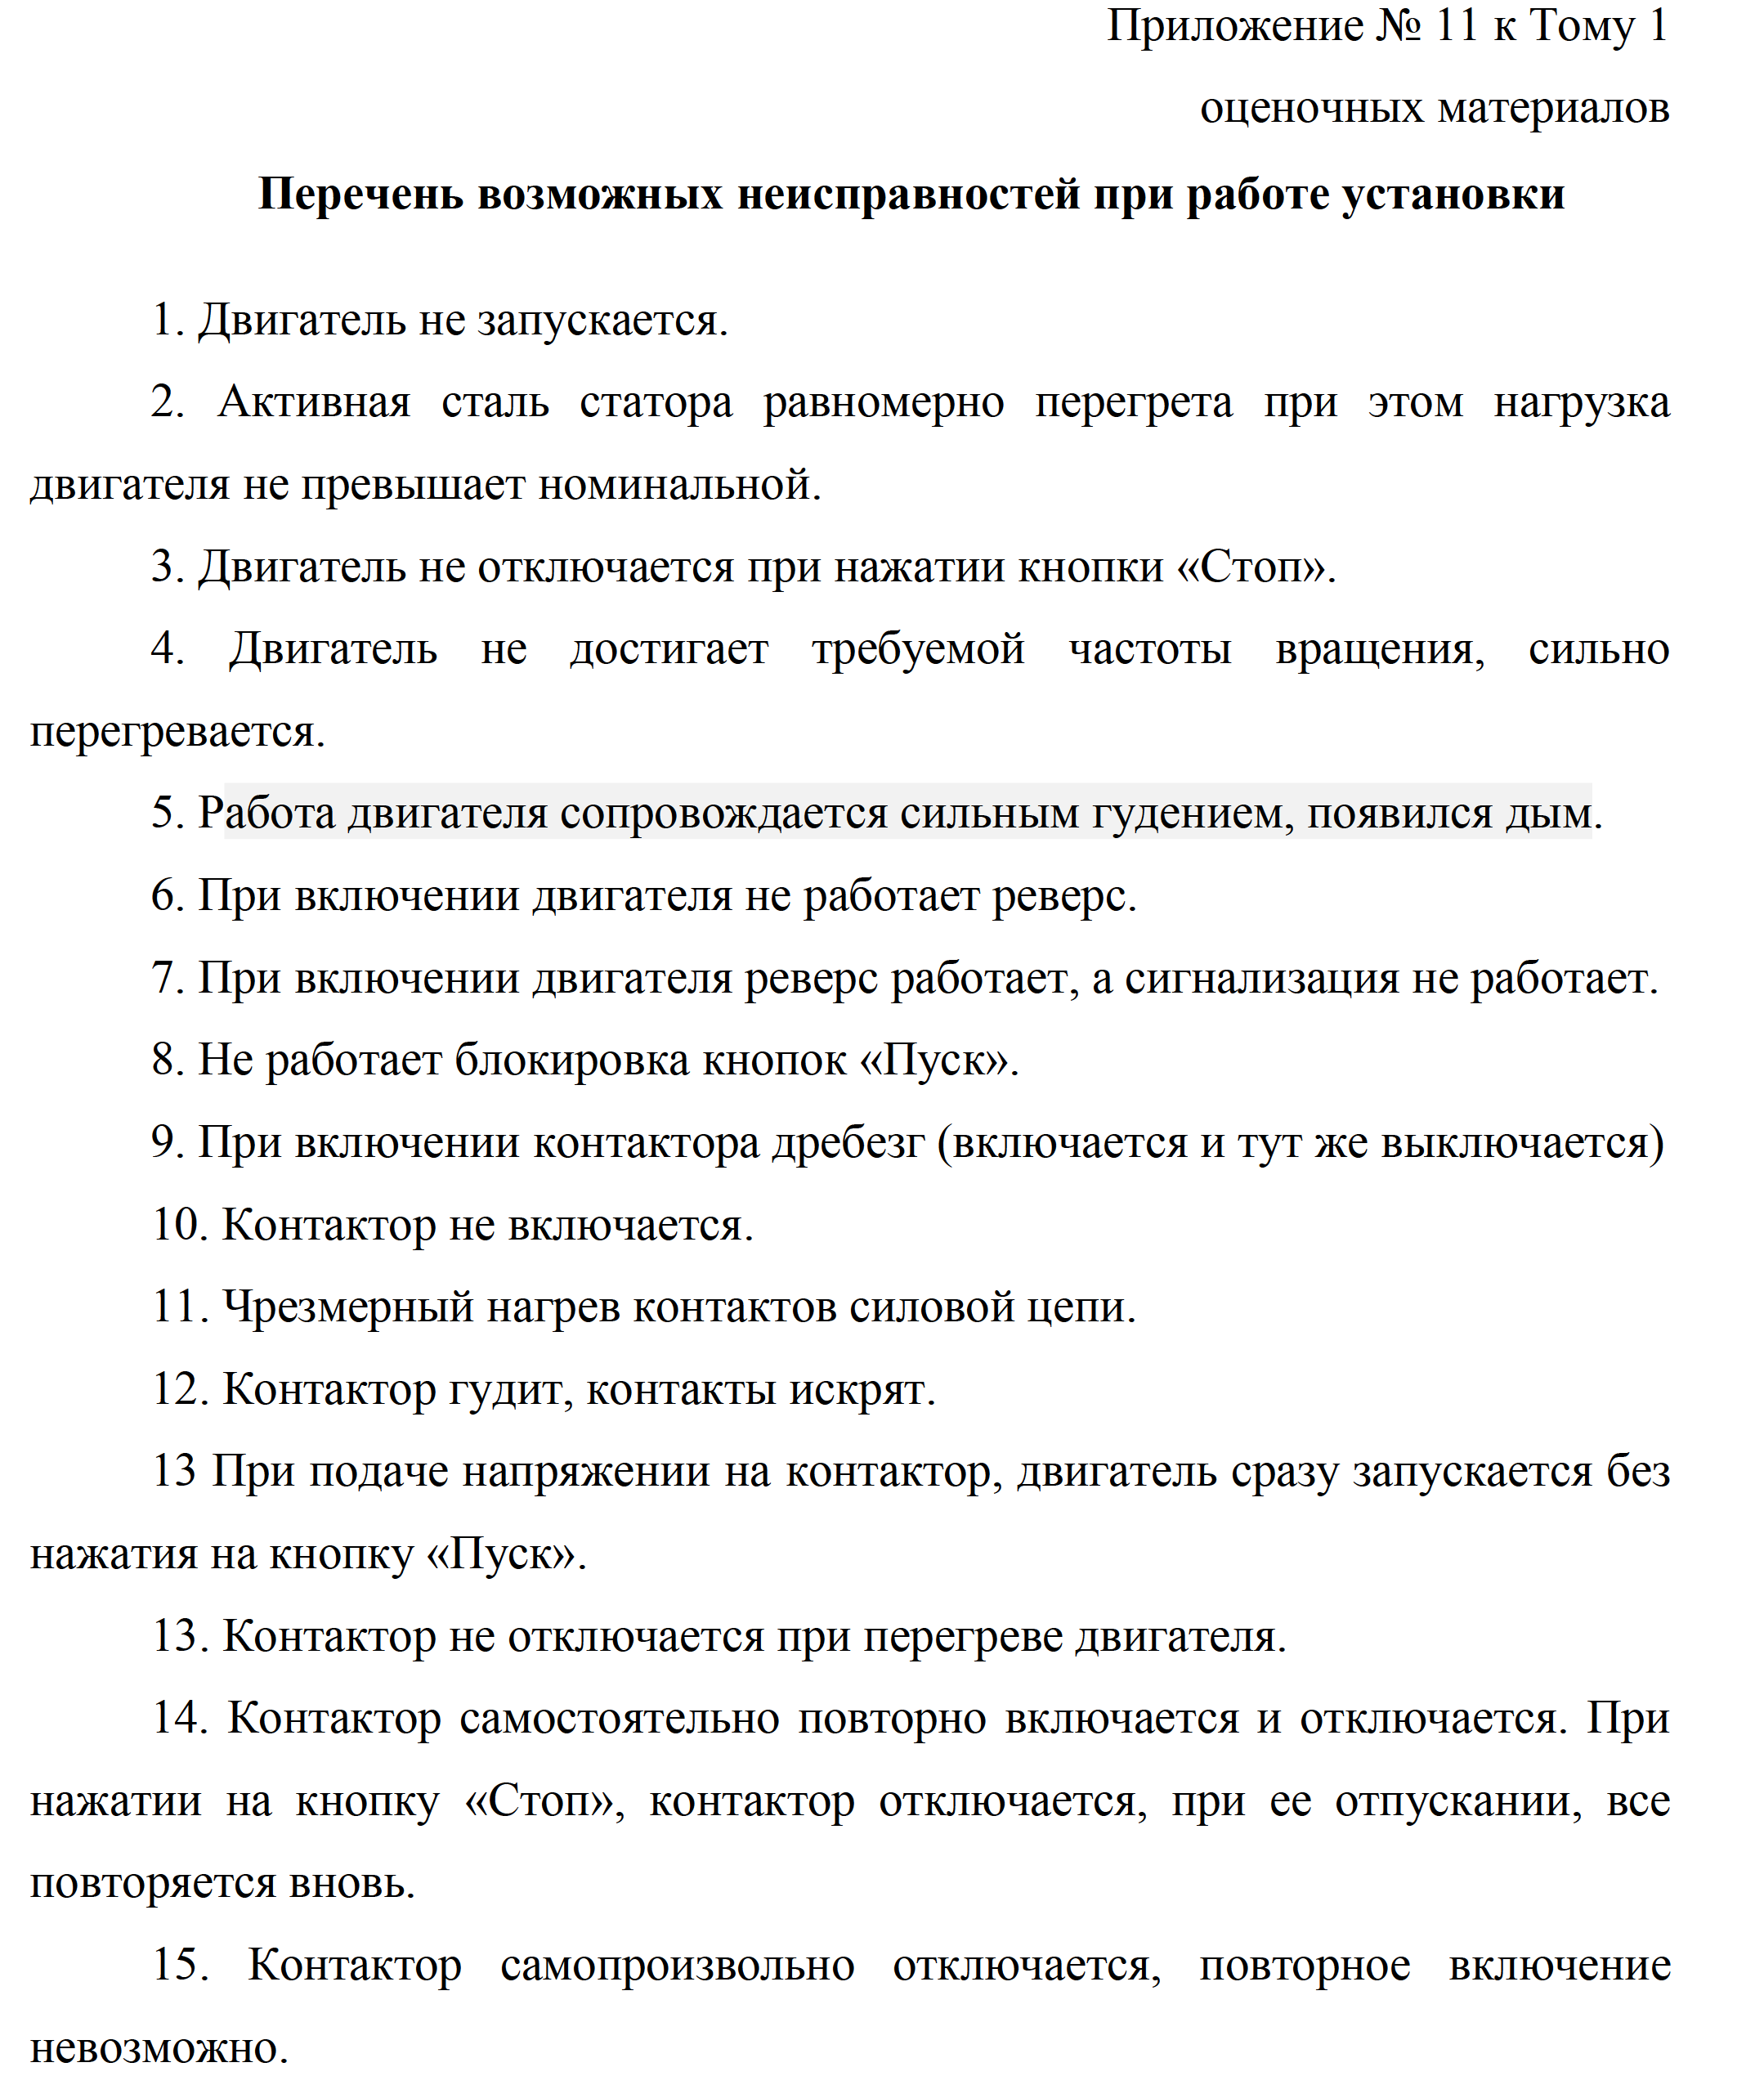 Приложение № 11 к Тому 1
оценочных материалов
Перечень возможных неисправностей при работе установки
1. Двигатель не запускается.
2. Активная сталь статора равномерно перегрета при этом нагрузка
двигателя не превышает номинальной.
3. Двигатель не отключается при нажатии кнопки «Стоп».
4. Двигатель не достигает требуемой частоты вращения, сильно
перегревается.
5. Работа двигателя сопровождается сильным гудением, появился дым.
6. При включении двигателя не работает реверс.
7. При включении двигателя реверс работает, а сигнализация не работает.
8. Не работает блокировка кнопок «Пуск».
9. При включении контактора дребезг (включается и тут же выключается)
10. Контактор не включается.
11. Чрезмерный нагрев контактов силовой цепи.
12. Контактор гудит, контакты искрят.
13 При подаче напряжении на контактор, двигатель сразу запускается без
нажатия на кнопку «Пуск».
13. Контактор не отключается при перегреве двигателя.
14. Контактор самостоятельно повторно включается и отключается. При
нажатии на кнопку «Стоп», контактор отключается, при ее отпускании, все
повторяется вновь.
15. Контактор самопроизвольно отключается, повторное включение
невозможно.